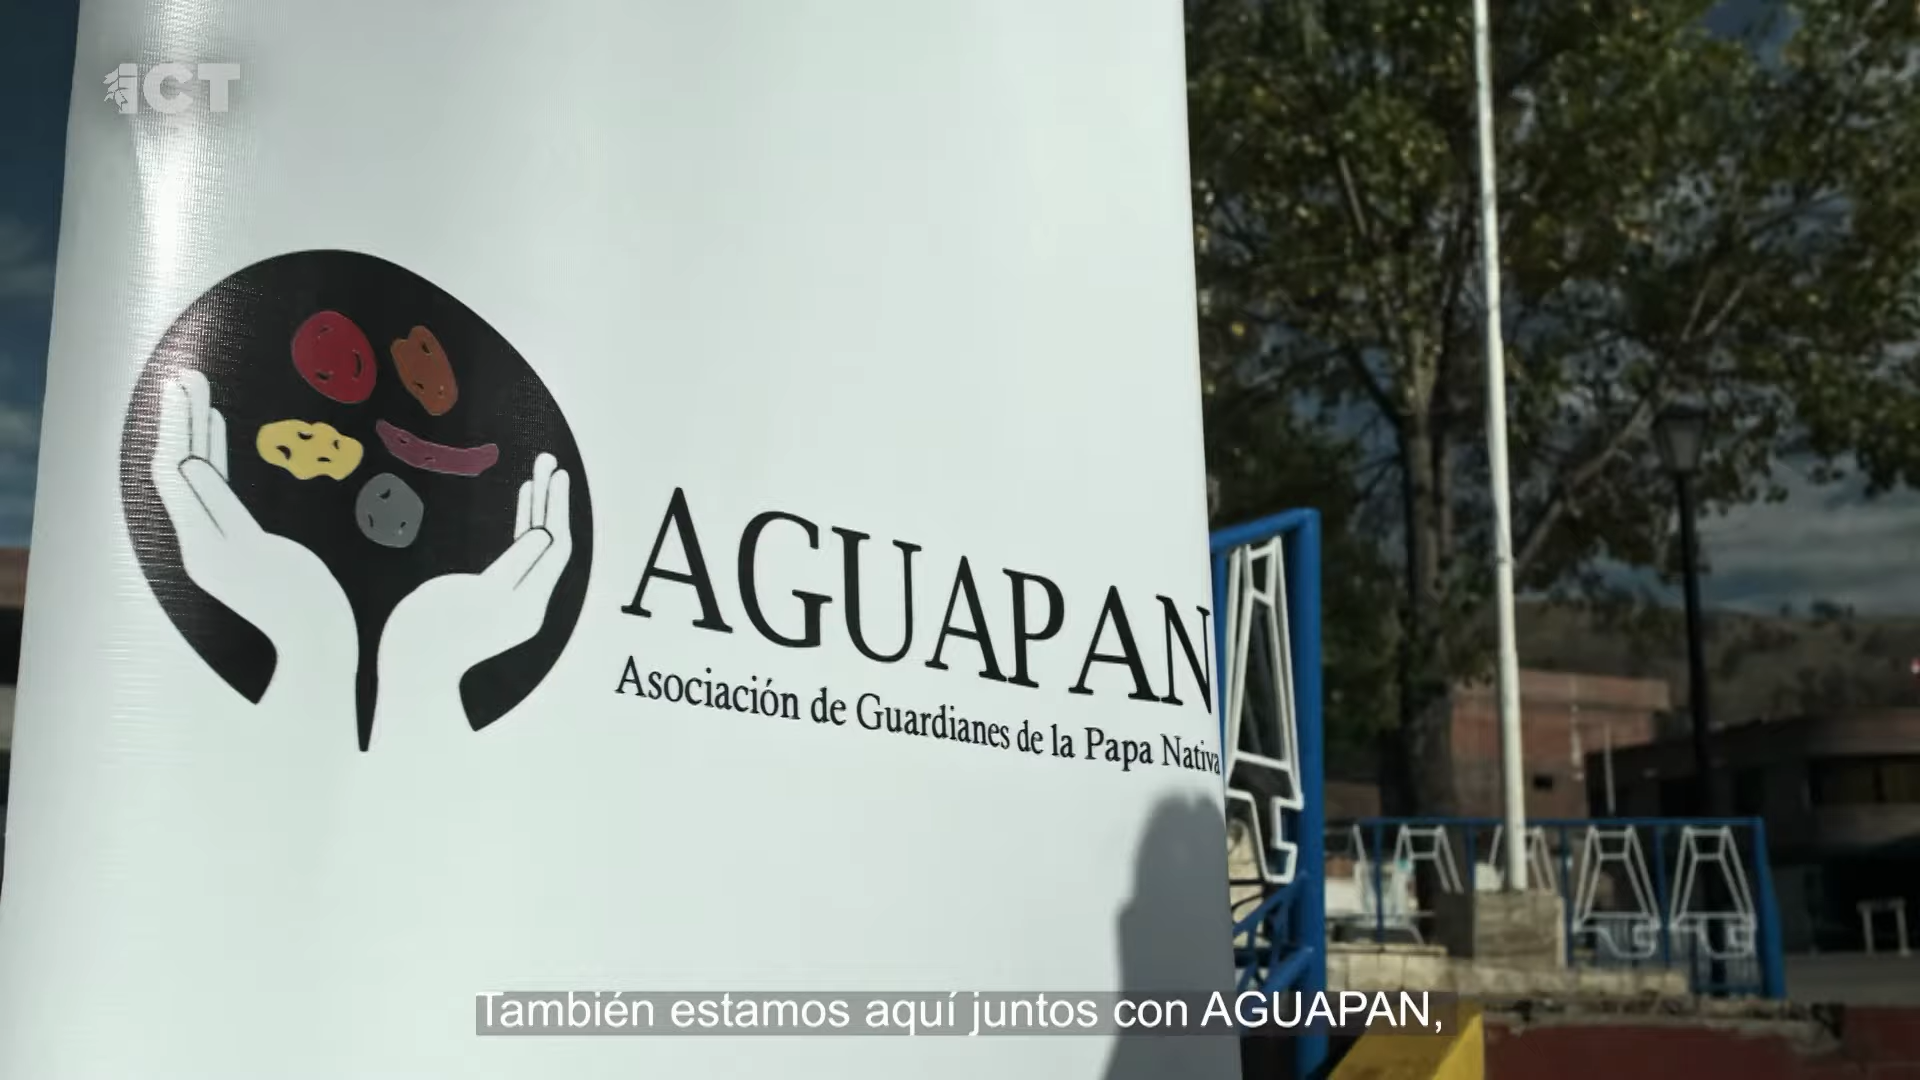 ICT
AGUAPAN
Asociación de Guardianes de la Papa Nativa
También estamos aquí juntos con AGUAPAN,